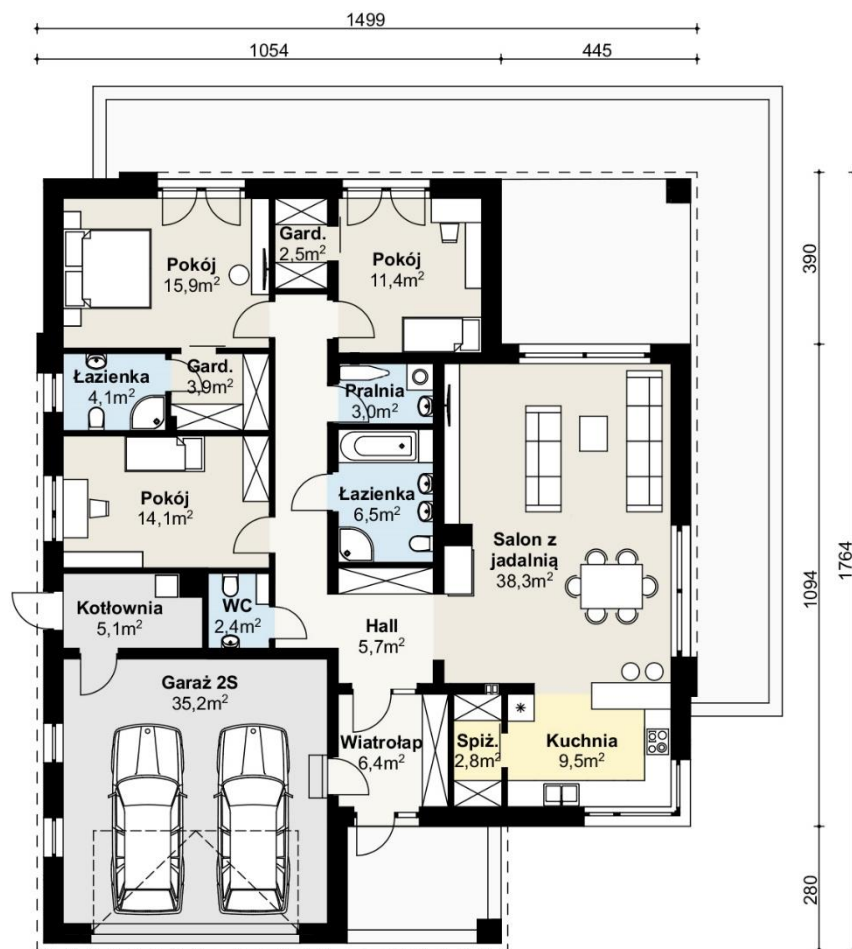 1499
1054 445
Gard.
2,5m²
Pokój
15,9m²
Pokój
11,4m²
390
Łazienka
4,1m²
Gard.
3,9m²
Pralnia
3,0m²
Pokój
14,1m²
Łazienka
6,5m²
Salon z
jadalnią
38,3m²
1094
1764
Kotłownia
5,1m²
WC
2,4m²
Hall
5,7m²
Garaż 2S
35,2m²
Wiatrołap
6,4m²
Spiż.
2,8m²
Kuchnia
9,5m²
280